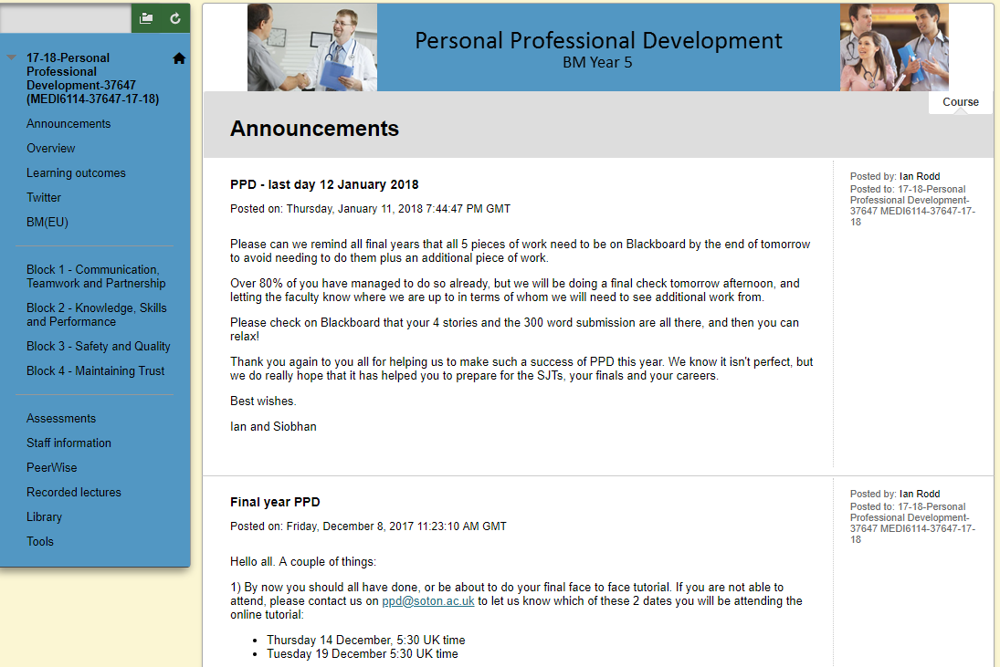 17-18-Personal
Professional
Development-37647
(MEDI6114-37647-17-18)
Announcements
Overview
Learning outcomes
Twitter
BM(EU)
Block 1 - Communication,
Teamwork and Partnership
Block 2 - Knowledge, Skills
and Performance
Block 3 - Safety and Quality
Block 4 - Maintaining Trust
Assessments
Staff information
PeerWise
Recorded lectures
Library
Tools
Personal Professional Development
BM Year 5
Course
Announcements
PPD - last day 12 January 2018
Posted on: Thursday, January 11, 2018 7:44:47 PM GMT
Please can we remind all final years that all 5 pieces of work need to be on Blackboard by the end of tomorrow
to avoid needing to do them plus an additional piece of work.
Over 80% of you have managed to do so already, but we will be doing a final check tomorrow afternoon, and
letting the faculty know where we are up to in terms of whom we will need to see additional work from.
Please check on Blackboard that your 4 stories and the 300 word submission are all there, and then you can
relax!
Thank you again to you all for helping us to make such a success of PPD this year. We know it isn't perfect, but
we do really hope that it has helped you to prepare for the SJTs, your finals and your careers.
Best wishes.
Ian and Siobhan
Posted by: Ian Rodd
Posted to: 17-18-Personal
Professional Development-
37647 MEDI6114-37647-17-
18
Final year PPD
Posted on: Friday, December 8, 2017 11:23:10 AM GMT
Hello all. A couple of things:
1) By now you should all have done, or be about to do your final face to face tutorial. If you are not able to
attend, please contact us on ppd@soton.ac.uk to let us know which of these 2 dates you will be attending the
online tutorial:
• Thursday 14 December, 5:30 UK time
• Tuesday 19 December 5:30 UK time
Posted by: Ian Rodd
Posted to: 17-18-Personal
Professional Development-
37647 MEDI6114-37647-17-
18